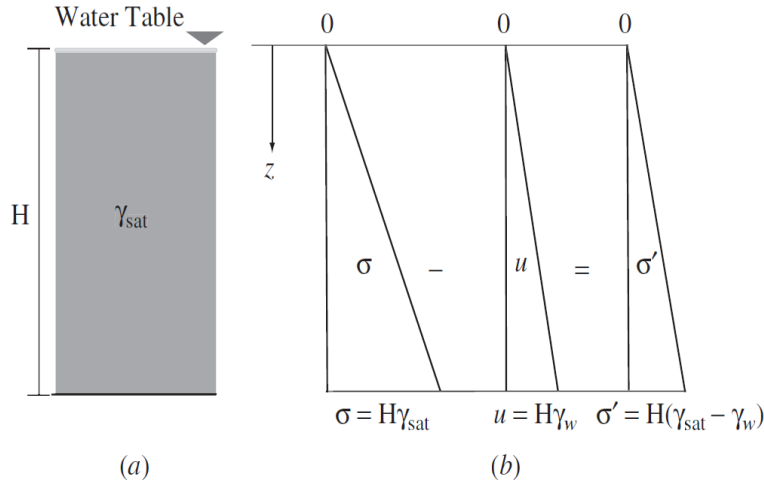 Water Table
0 0 0
z
H
γsat
σ – u = σ′
σ = Hγsat u = Hγw σ′ = H(γsat – γw)
(a) (b)